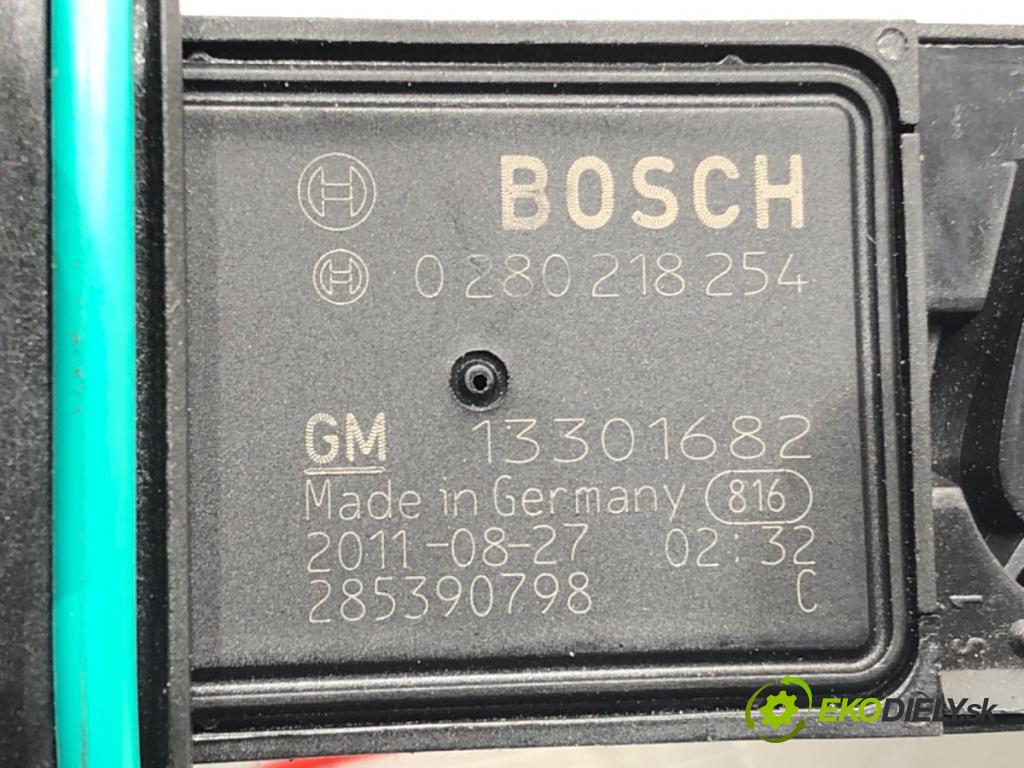 BOSCH
0 280 218 254
GM 13301682
Made in Germany 816
2011-08-27 02:32
285390798 C
EKODIELY.sk